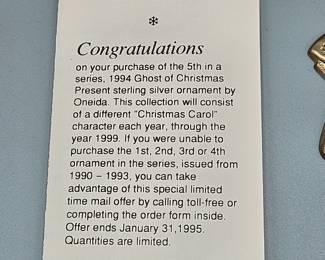 *
Congratulations
on your purchase of the 5th in a
series, 1994 Ghost of Christmas
Present sterling silver ornament by
Oneida. This collection will consist
of a different "Christmas Carol"
character each year, through the
year 1999. If you were unable to
purchase the 1st, 2nd, 3rd or 4th
ornament in the series, issued from
1990 - 1993, you can take
advantage of this special limited
time mail offer by calling toll-free or
completing the order form inside.
Offer ends January 31,1995.
Quantities are limited.